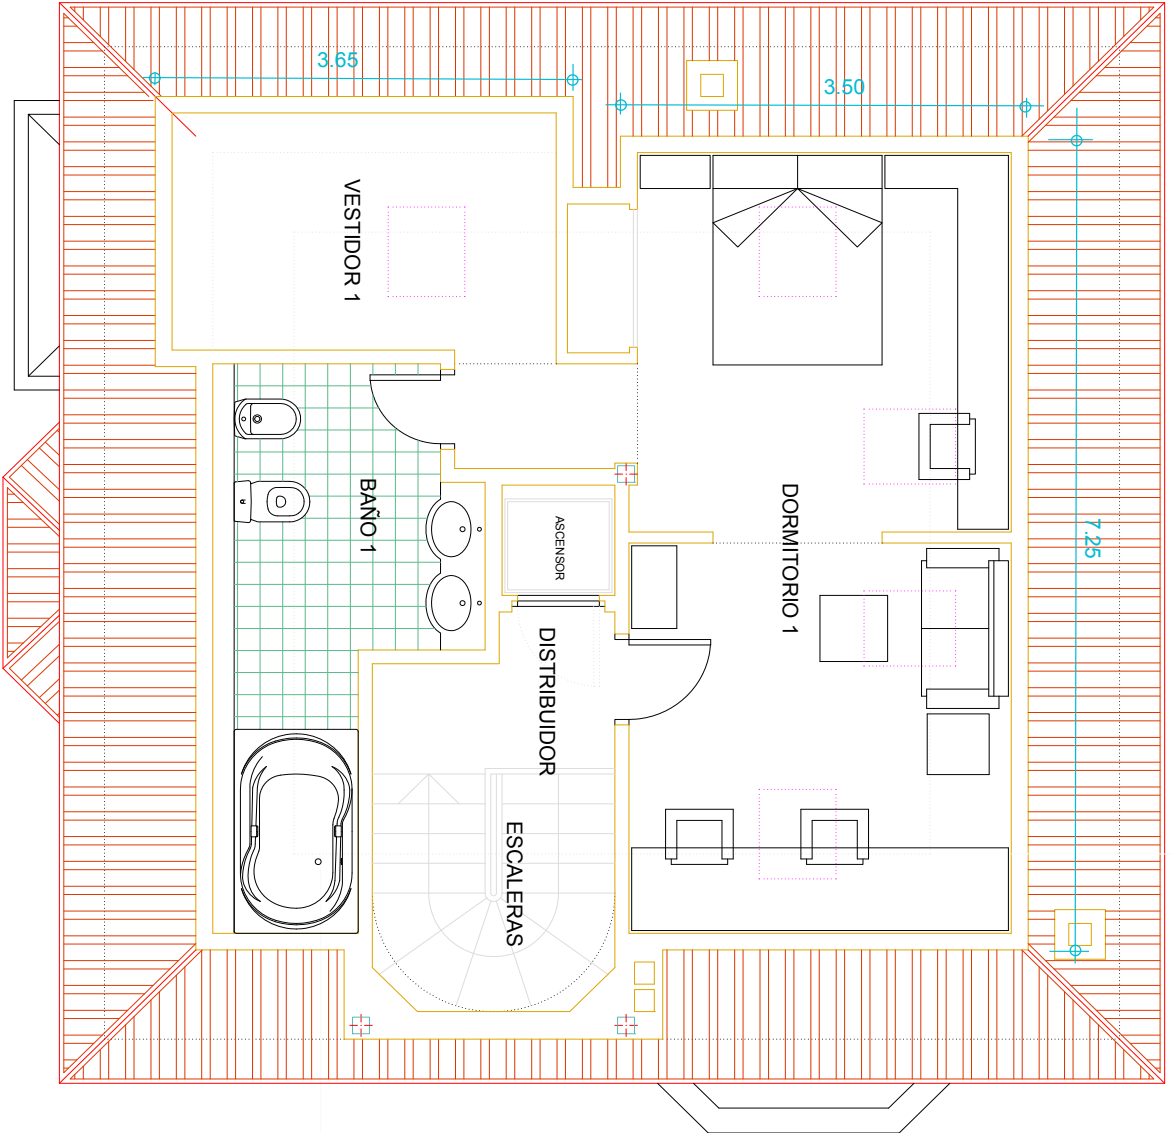 3.65
3.50
VESTIDOR 1
BAÑO 1
ASCENSOR
DORMITORIO 1
7.25
DISTRIBUIDOR
ESCALERAS